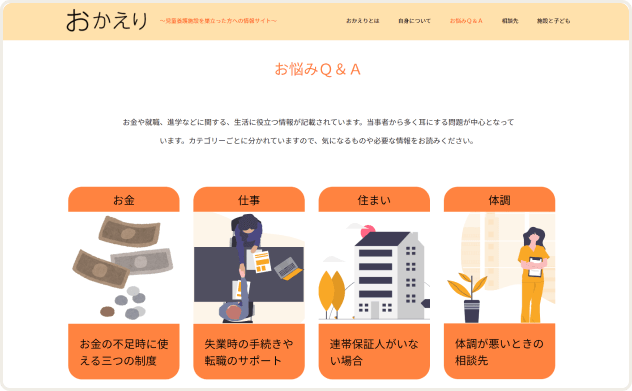 おかえり
～児童養護施設を巣立った方への情報サイト～
おかえりとは
自身について
お悩みQ＆A
相談先
施設と子ども
お悩みQ＆A
お金や就職、進学などに関する、生活に役立つ情報が記載されています。当事者から多く耳にする問題が中心となって
います。カテゴリーごとに分かれていますので、気になるものや必要な情報をお読みください。
お金
仕事
住まい
体調
お金の不足時に使
える三つの制度
失業時の手続きや
転職のサポート
連帯保証人がいな
い場合
体調が悪いときの
相談先